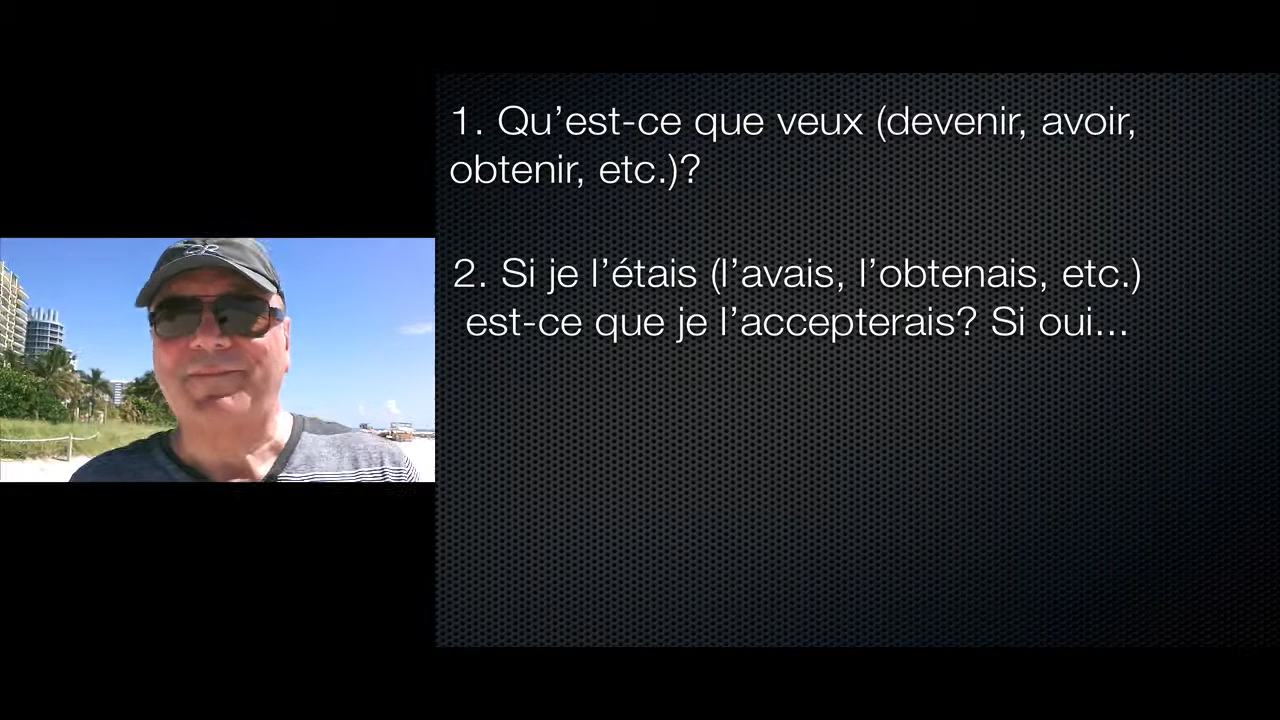 1. Qu’est-ce que veux (devenir, avoir,
obtenir, etc.)?
2. Si je l’étais (l’avais, l’obtenais, etc.)
est-ce que je l’accepterais? Si oui...